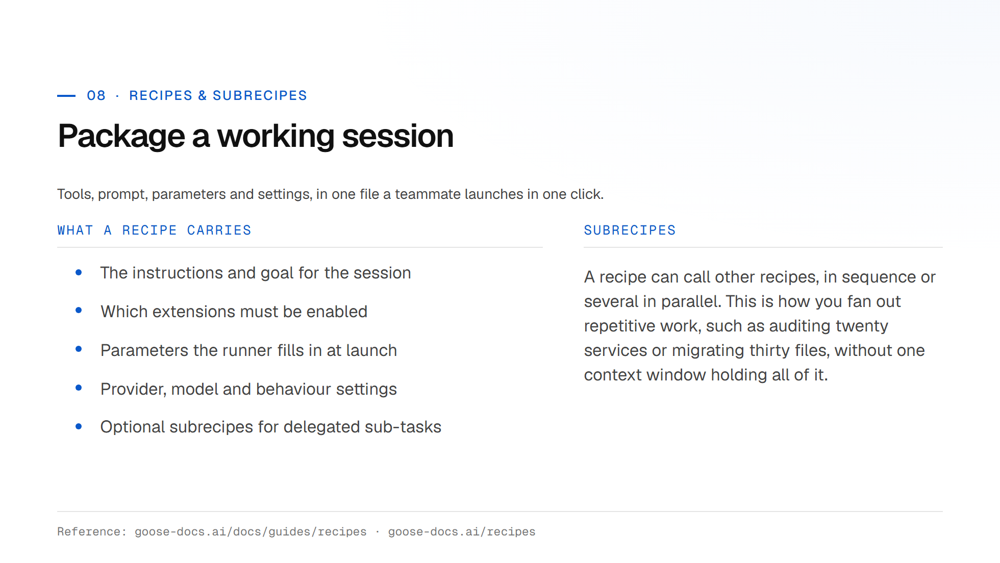 08 · RECIPES & SUBRECIPES
Package a working session
Tools, prompt, parameters and settings, in one file a teammate launches in one click.
WHAT A RECIPE CARRIES
The instructions and goal for the session
Which extensions must be enabled
Parameters the runner fills in at launch
Provider, model and behaviour settings
Optional subrecipes for delegated sub-tasks
SUBRECIPES
A recipe can call other recipes, in sequence or
several in parallel. This is how you fan out
repetitive work, such as auditing twenty
services or migrating thirty files, without one
context window holding all of it.
Reference: goose-docs.ai/docs/guides/recipes · goose-docs.ai/recipes